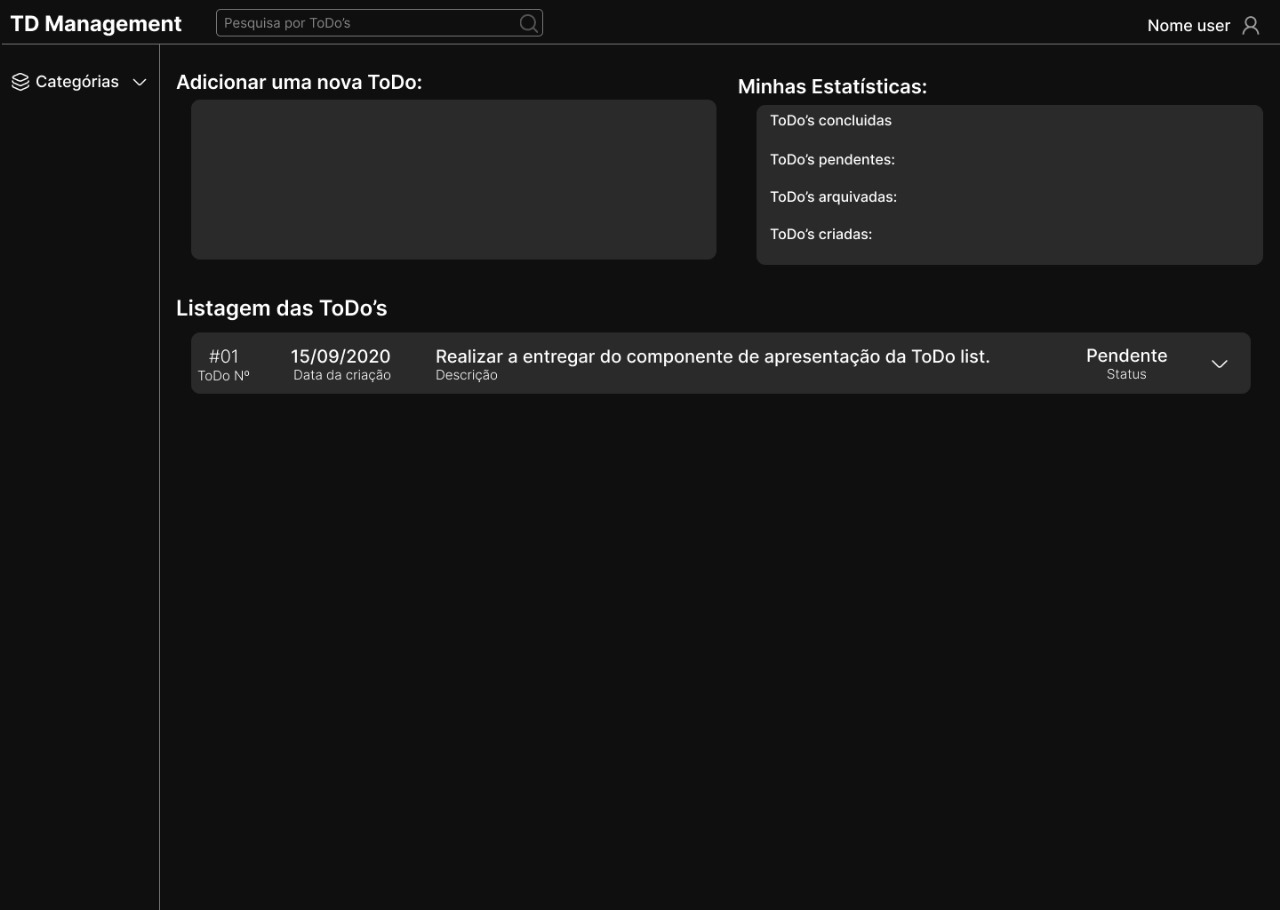 TD Management
Pesquisa por ToDo’s
Nome user
Categórias
Adicionar uma nova ToDo:
Minhas Estatísticas:
ToDo’s concluidas
ToDo’s pendentes:
ToDo’s arquivadas:
ToDo’s criadas:
Listagem das ToDo’s
#01
ToDo Nº
15/09/2020
Data da criação
Realizar a entregar do componente de apresentação da ToDo list.
Descrição
Pendente
Status